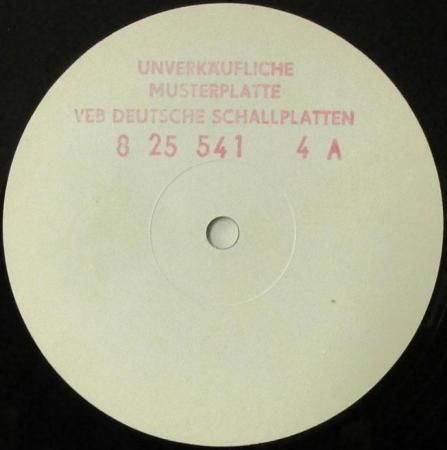 UNVERKÄUFLICHE
MUSTERPLATTE
VEB DEUTSCHE SCHALLPLATTEN
8 25 541 4 A